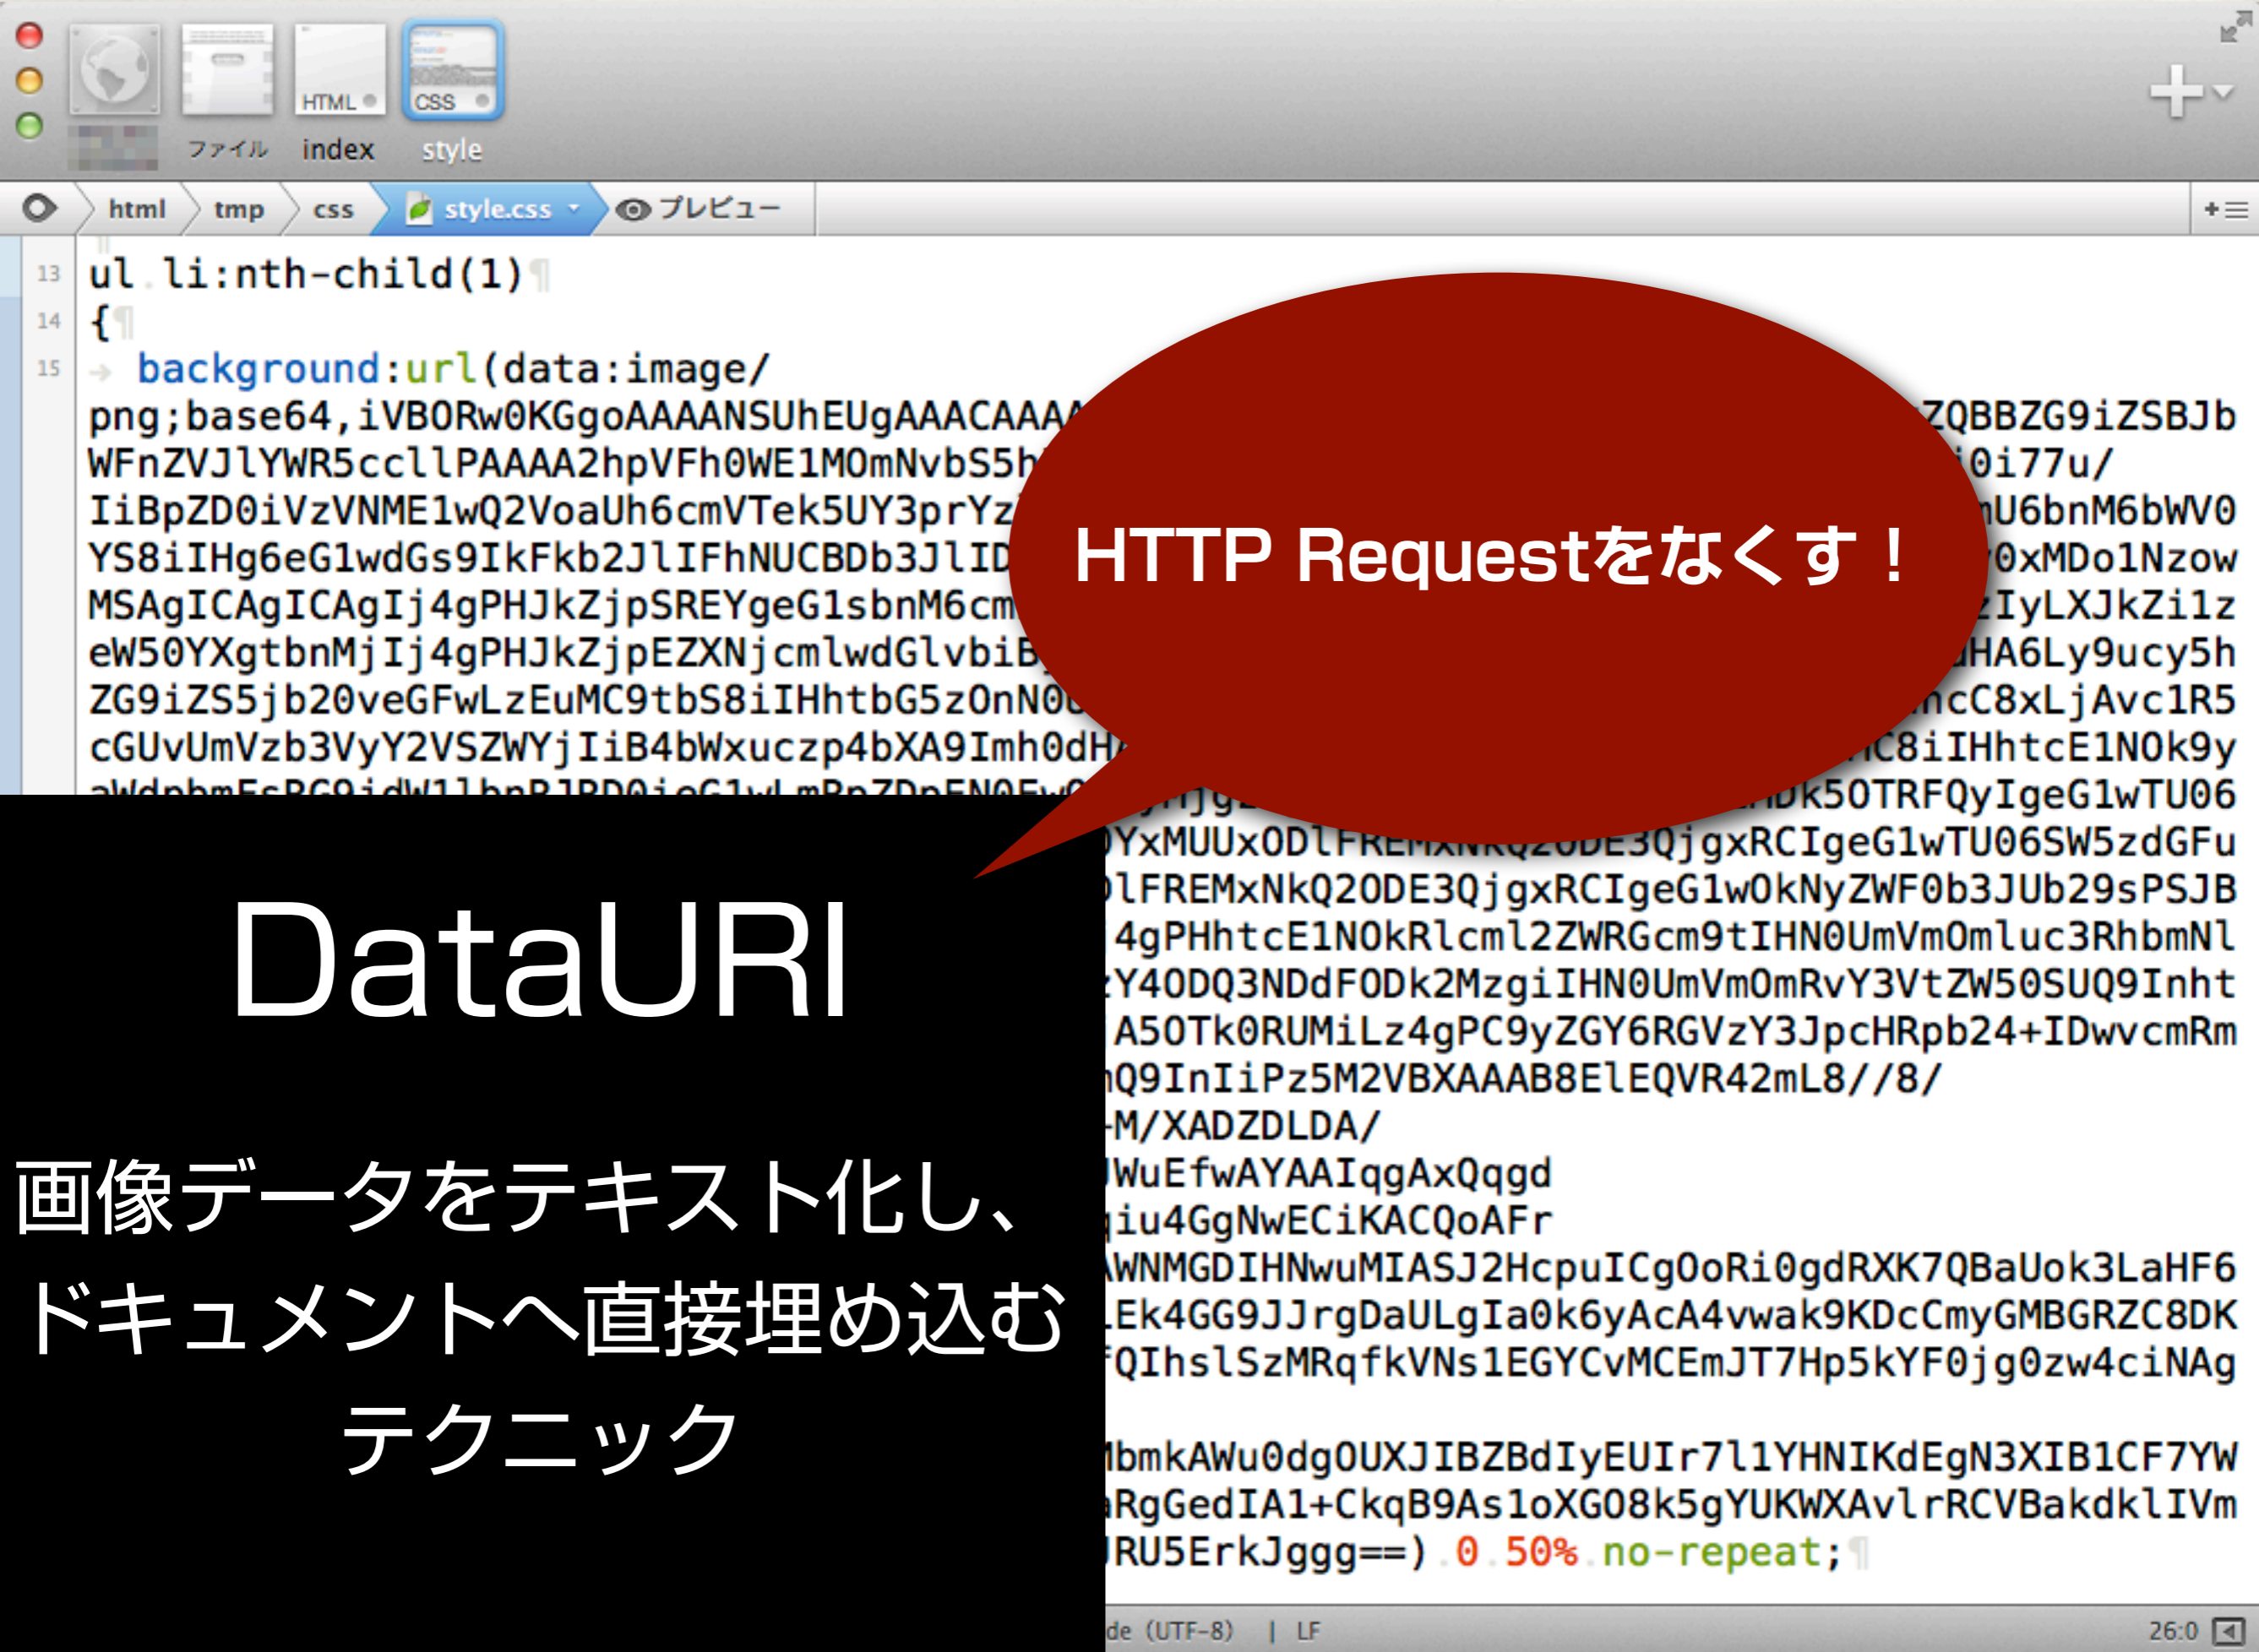 HTML
CSS
ファイル
index
style
html
tmp
css
style.css
プレビュー
13 ul li:nth-child(1)
14 {
15 background:url(data:image/
png;base64,iVBORw0KGgoAAAANSUhEUgAAACAAAA ZQBBZG9iZSBJb
WFnZVJlYWR5ccllPAAAA2hpVFh0WE1MOmNvbS5h 0i77u/
IiBpZD0iVzVNME1wQ2VoaUh6cmVTek5UY3prYz U6bnM6bWV0
YS8iIHg6eG1wdGs9IkFkb2JlIFhNUCBDb3JlID 0xMDo1Nzow
MSAgICAgICAgIj4gPHJkZjpSREYgeG1sbnM6cm IyLXJkZi1z
eW50YXgtbnMjIj4gPHJkZjpEZXNjcmlwdGlvbiB HA6Ly9ucy5h
ZG9iZS5jb20veGFwLzEuMC9tbS8iIHhtbG5zOnN0 cC8xLjAvc1R5
cGUvUmVzb3VyY2VSZWYjIiB4bWxuczp4bXA9Imh0dH C8iIHhtcE1NOk9y
k5OTRFQyIgeG1wTU06
YxMUUxODlFREMxNkQ2ODE3QjgxRCIgeG1wTU06SW5zdGFu
lFREMxNkQ2ODE3QjgxRCIgeG1wOkNyZWF0b3JUb29sPSJB
4gPHhtcE1NOkRlcml2ZWRGcm9tIHN0UmVmOmluc3RhbmNl
Y4ODQ3NDdFODk2MzgiIHN0UmVmOmRvY3VtZW50SUQ9Inht
A5OTk0RUMiLz4gPC9yZGY6RGVzY3JpcHRpb24+IDwvcmRm
Q9InIiPz5M2VBXAAAB8ElEQVR42mL8//8/
M/XADZDLDA/
WuEfwAYAAIqgAxQqgd
iu4GgNwECiKACQoAFr
WNMGDIHNwuMIASJ2HcpuICgOoRi0gdRXK7QBaUok3LaHF6
Ek4GG9JJrgDaULgIa0k6yAcA4vwak9KDcCmyGMBGRZC8DK
QIhslSzMRqfkVNs1EGYCvMCEmJT7Hp5kYF0jg0zw4ciNAg
bmkAWu0dgOUXJIBZBdIyEUIr7l1YHNIKdEgN3XIB1CF7YW
RgGedIA1+CkqB9As1oXGO8k5gYUKWXAvlrRCVBakdklIVm
RU5ErkJggg==) 0 50% no-repeat;
HTTP Requestをなくす！
DataURI
画像データをテキスト化し、
ドキュメントへ直接埋め込む
テクニック
(UTF-8) | LF
26:0